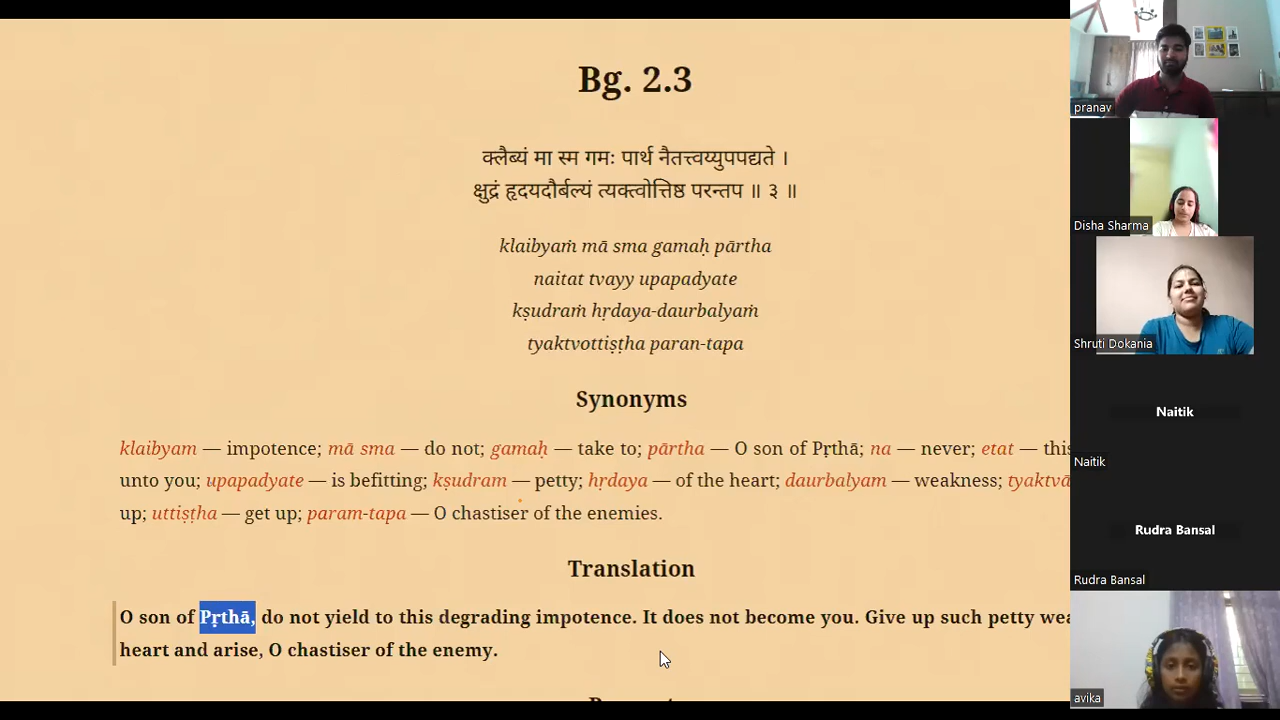 Bg. 2.3
क्लैब्यं मा स्म गमः पार्थ नैतत्त्वय्युपपद्यते ।
क्षुद्रं हृदयदौर्बल्यं त्यक्त्वोत्तिष्ठ परन्तप ॥ ३ ॥
klaibyaṁ mā sma gamaḥ pārtha
naitat tvayy upapadyate
kṣudraṁ hṛdaya-daurbalyaṁ
tyaktvottiṣṭha paran-tapa
Synonyms
klaibyam — impotence; mā sma — do not; gamaḥ — take to; pārtha — O son of Pṛthā; na — never; etat — this
unto you; upapadyate — is befitting; kṣudram — petty; hṛdaya — of the heart; daurbalyam — weakness; tyaktvā
up; uttiṣṭha — get up; param-tapa — O chastiser of the enemies.
Translation
O son of Pṛthā, do not yield to this degrading impotence. It does not become you. Give up such petty wea
heart and arise, O chastiser of the enemy.
pranav
Disha Sharma
Shruti Dokania
Naitik
Naitik
Rudra Bansal
Rudra Bansal
avika